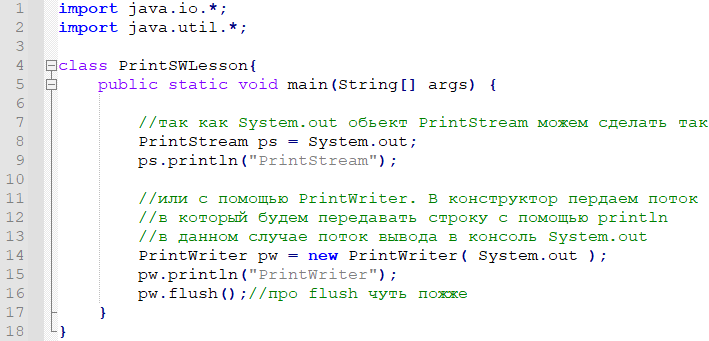 1 import java.io.*;
2 import java.util.*;
3
4 class PrintSWLesson{
5 public static void main(String[] args) {
6
7 //так как System.out обьект PrintStream можем сделать так
8 PrintStream ps = System.out;
9 ps.println("PrintStream");
10
11 //или с помощью PrintWriter. В конструктор пердаем поток
12 //в который будем передавать строку с помощью println
13 //в данном случае поток вывода в консоль System.out
14 PrintWriter pw = new PrintWriter( System.out );
15 pw.println("PrintWriter");
16 pw.flush();//про flush чуть позже
17 }
18 }